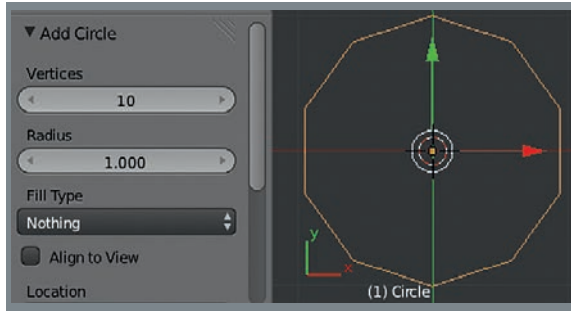 Add Circle
Vertices
10
Radius
1.000
Fill Type
Nothing
Align to View
Location
y
x
(1) Circle